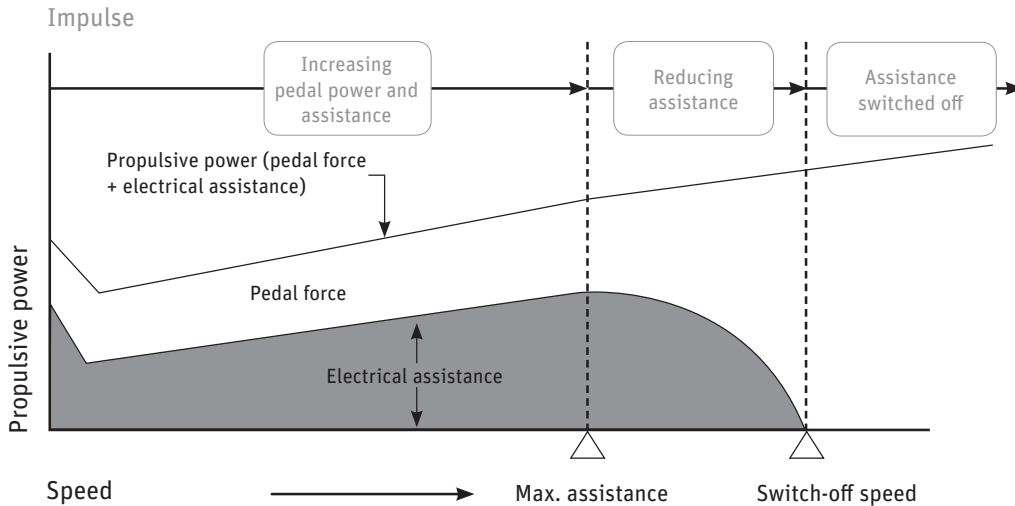 Impulse
Increasing
pedal power and
assistance
Reducing
assistance
Assistance
switched off
Propulsive power (pedal force
+ electrical assistance)
Pedal force
Electrical assistance
Propulsive power
Speed
Max. assistance
Switch-off speed